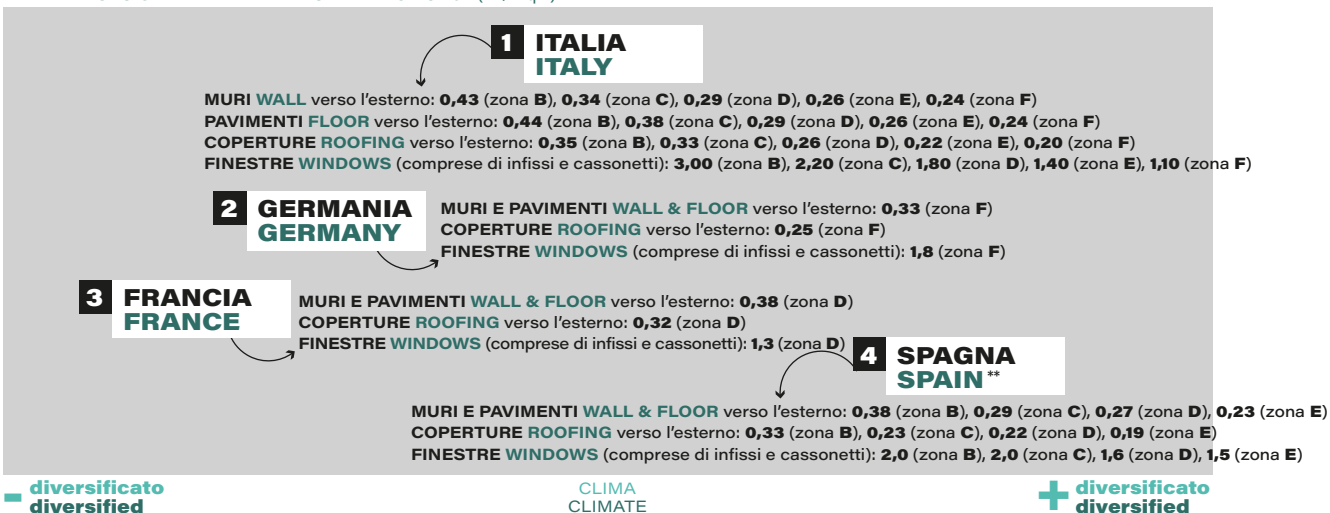 1 ITALIA
ITALY
MURI WALL verso l'esterno: 0,43 (zona B), 0,34 (zona C), 0,29 (zona D), 0,26 (zona E), 0,24 (zona F)
PAVIMENTI FLOOR verso l'esterno: 0,44 (zona B), 0,38 (zona C), 0,29 (zona D), 0,26 (zona E), 0,24 (zona F)
COPERTURE ROOFING verso l'esterno: 0,35 (zona B), 0,33 (zona C), 0,26 (zona D), 0,22 (zona E), 0,20 (zona F)
FINESTRE WINDOWS (comprese di infissi e cassonetti): 3,00 (zona B), 2,20 (zona C), 1,80 (zona D), 1,40 (zona E), 1,10 (zona F)
2 GERMANIA
GERMANY
MURI E PAVIMENTI WALL & FLOOR verso l'esterno: 0,33 (zona F)
COPERTURE ROOFING verso l'esterno: 0,25 (zona F)
FINESTRE WINDOWS (comprese di infissi e cassonetti): 1,8 (zona F)
3 FRANCIA
FRANCE
MURI E PAVIMENTI WALL & FLOOR verso l'esterno: 0,38 (zona D)
COPERTURE ROOFING verso l'esterno: 0,32 (zona D)
FINESTRE WINDOWS (comprese di infissi e cassonetti): 1,3 (zona D)
4 SPAGNA
SPAIN**
MURI E PAVIMENTI WALL & FLOOR verso l'esterno: 0,38 (zona B), 0,29 (zona C), 0,27 (zona D), 0,23 (zona E)
COPERTURE ROOFING verso l'esterno: 0,33 (zona B), 0,23 (zona C), 0,22 (zona D), 0,19 (zona E)
FINESTRE WINDOWS (comprese di infissi e cassonetti): 2,0 (zona B), 2,0 (zona C), 1,6 (zona D), 1,5 (zona E)
- diversificato
diversified
CLIMA
CLIMATE
+ diversificato
diversified